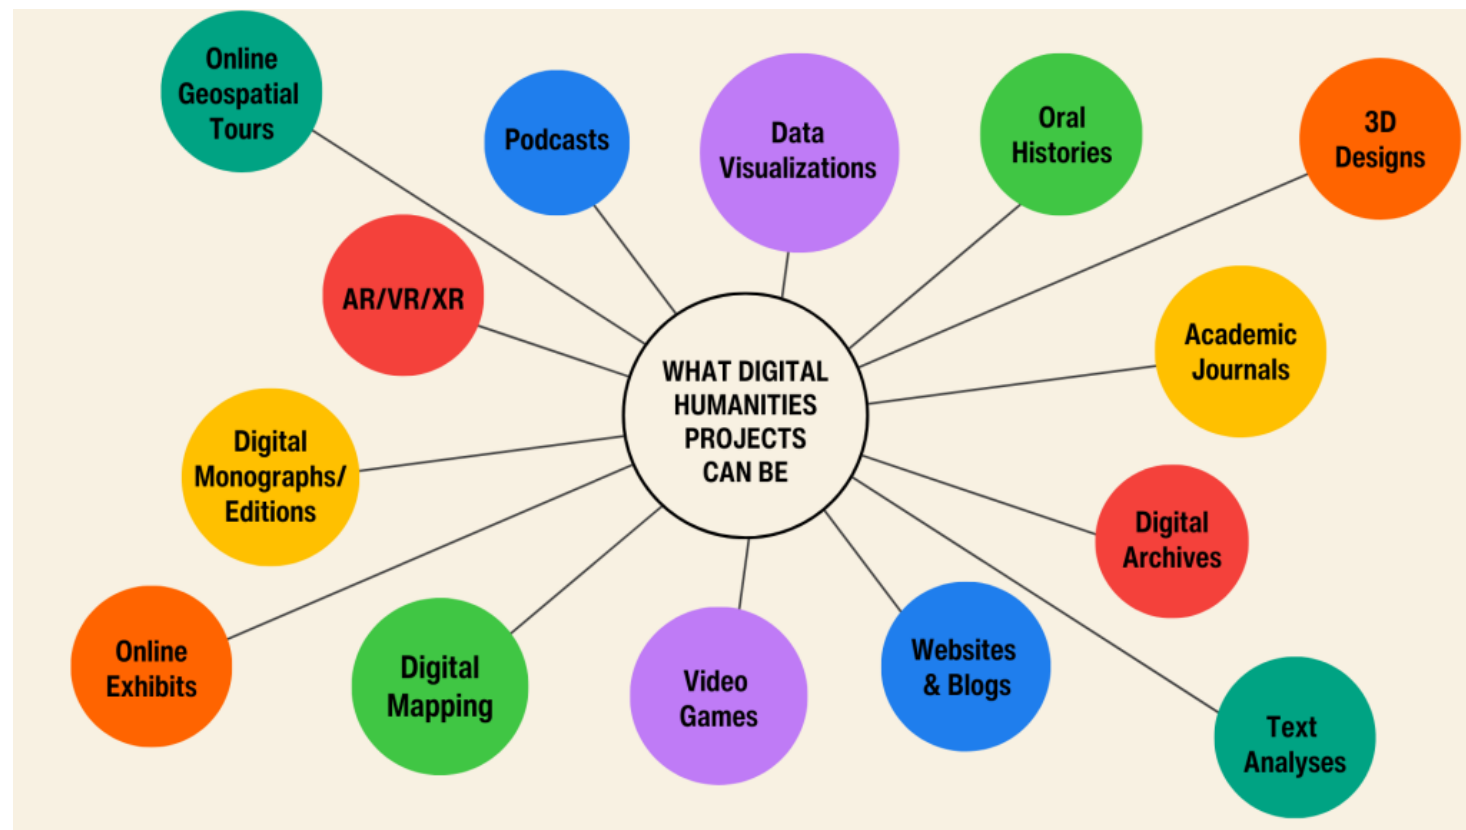 Online
Geospatial
Tours
Podcasts
Data
Visualizations
Oral
Histories
3D
Designs
AR/VR/XR
Academic
Journals
WHAT DIGITAL
HUMANITIES
PROJECTS
CAN BE
Digital
Monographs/
Editions
Digital
Archives
Online
Exhibits
Digital
Mapping
Video
Games
Websites
& Blogs
Text
Analyses